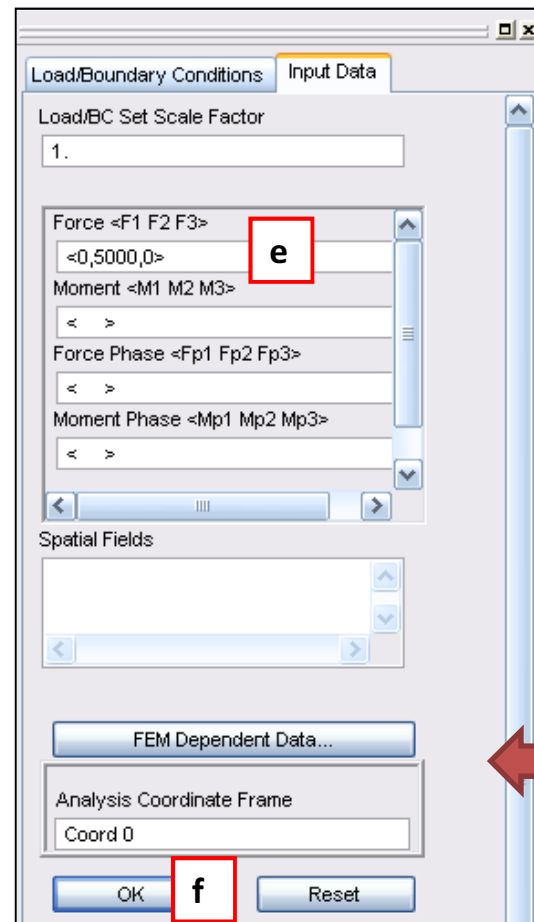 Load/Boundary Conditions Input Data
Load/BC Set Scale Factor
1.
Force <F1 F2 F3>
<0,5000,0>
e
Moment <M1 M2 M3>
< >
Force Phase <Fp1 Fp2 Fp3>
< >
Moment Phase <Mp1 Mp2 Mp3>
< >
Spatial Fields
FEM Dependent Data...
Analysis Coordinate Frame
Coord 0
OK f Reset